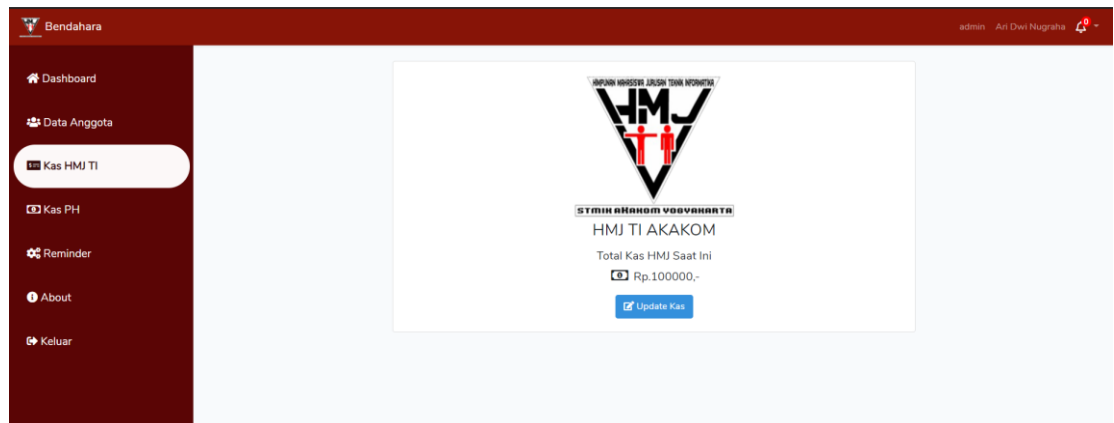 Bendahara
admin Ari Dwi Nugraha 0
Dashboard
Data Anggota
Kas HMJ TI
Kas PH
Reminder
About
Keluar
HIMPUNAN MAHASISWA JURUSAN TEKNIK INFORMATIKA
HMJ
STMIK AKAKOM YOGYAKARTA
HMJ TI AKAKOM
Total Kas HMJ Saat Ini
Rp.100000,-
Update Kas